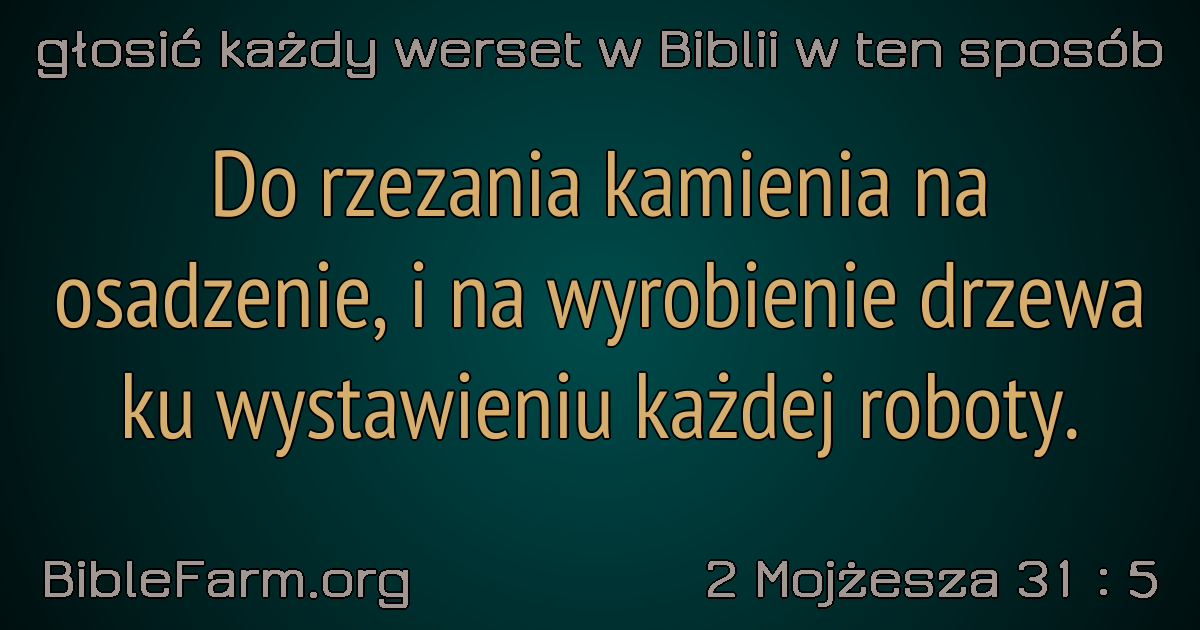 głosić każdy werset w Biblii w ten sposób
Do rzezania kamienia na
osadzenie, i na wyrobienie drzewa
ku wystawieniu każdej roboty.
BibleFarm.org
2 Mojżesza 31 : 5